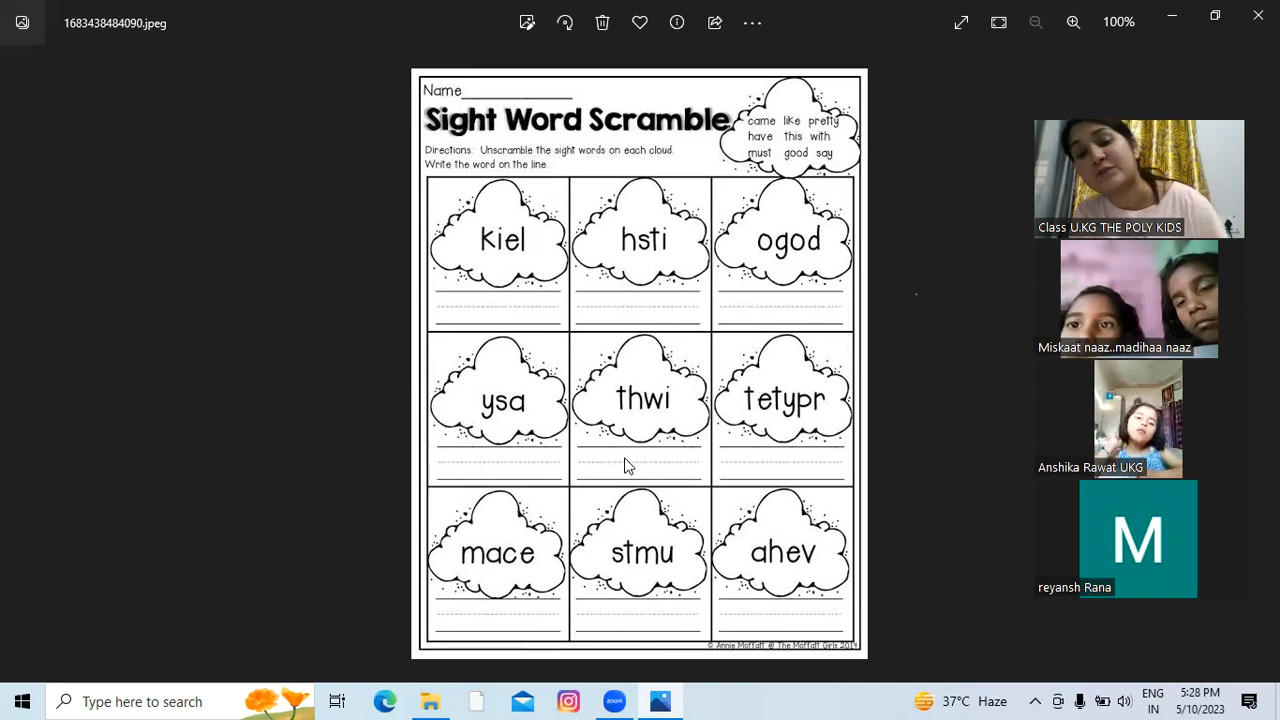 1683438484090.jpeg
100%
Name
Sight Word Scramble
Directions: Unscramble the sight words on each cloud.
Write the word on the line.
came like pretty
have this with
must good say
kiel hsti ogod
ysa thwi tetypr
mace stmu ahev
© Annie Moffatt @ The Moffatt Girls 2014
Class U.KG THE POLY KIDS
Miskaat naaz..madihaa naaz
Anshika Rawat UKG
M
reyansh Rana
Type here to search
zoom
37°C Haze
ENG
IN
5:28 PM
5/10/2023